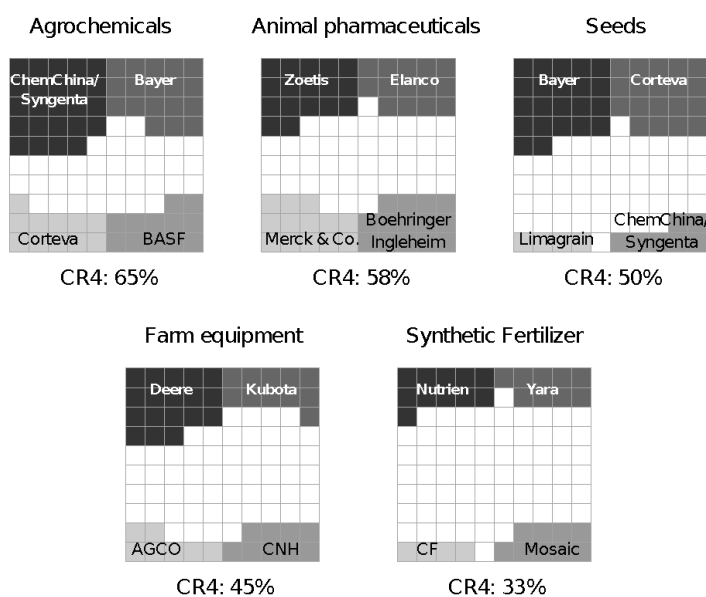 Agrochemicals
ChemChina/
Syngenta
Bayer
Corteva
BASF
CR4: 65%
Animal pharmaceuticals
Zoetis
Elanco
Merck & Co.
Boehringer
Ingleheim
CR4: 58%
Seeds
Bayer
Corteva
Limagrain
ChemChina/
Syngenta
CR4: 50%
Farm equipment
Deere
Kubota
AGCO
CNH
CR4: 45%
Synthetic Fertilizer
Nutrien
Yara
CF
Mosaic
CR4: 33%